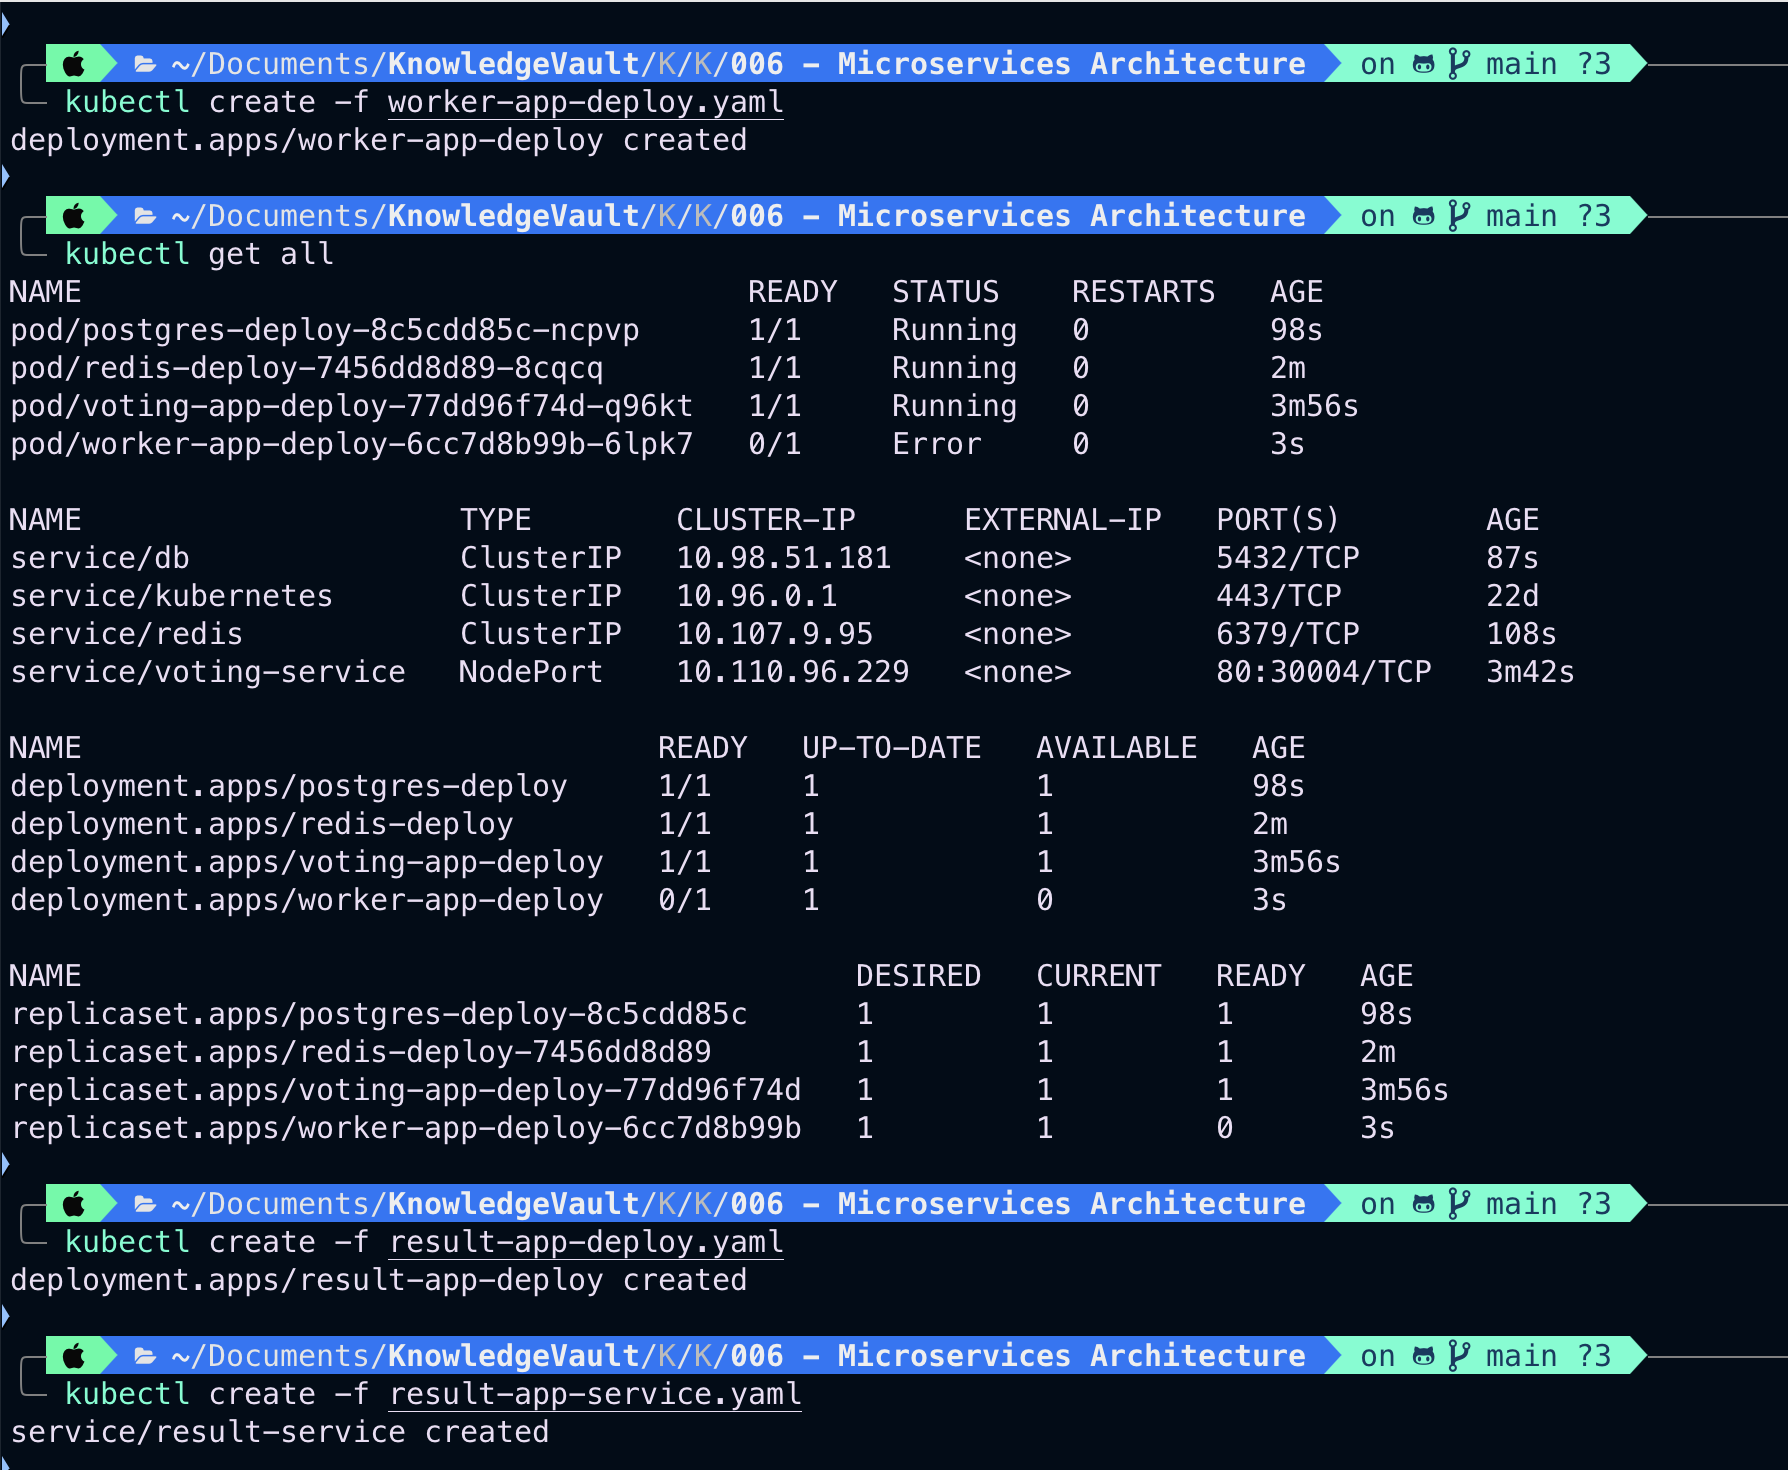 ~/Documents/KnowledgeVault/K/K/006 – Microservices Architecture on main ?3
kubectl create -f worker-app-deploy.yaml
deployment.apps/worker-app-deploy created
~/Documents/KnowledgeVault/K/K/006 – Microservices Architecture on main ?3
kubectl get all
NAME READY STATUS RESTARTS AGE
pod/postgres-deploy-8c5cdd85c-ncpvp 1/1 Running 0 98s
pod/redis-deploy-7456dd8d89-8cqcq 1/1 Running 0 2m
pod/voting-app-deploy-77dd96f74d-q96kt 1/1 Running 0 3m56s
pod/worker-app-deploy-6cc7d8b99b-6lpk7 0/1 Error 0 3s
NAME TYPE CLUSTER-IP EXTERNAL-IP PORT(S) AGE
service/db ClusterIP 10.98.51.181 <none> 5432/TCP 87s
service/kubernetes ClusterIP 10.96.0.1 <none> 443/TCP 22d
service/redis ClusterIP 10.107.9.95 <none> 6379/TCP 108s
service/voting-service NodePort 10.110.96.229 <none> 80:30004/TCP 3m42s
NAME READY UP-TO-DATE AVAILABLE AGE
deployment.apps/postgres-deploy 1/1 1 1 98s
deployment.apps/redis-deploy 1/1 1 1 2m
deployment.apps/voting-app-deploy 1/1 1 1 3m56s
deployment.apps/worker-app-deploy 0/1 1 0 3s
NAME DESIRED CURRENT READY AGE
replicaset.apps/postgres-deploy-8c5cdd85c 1 1 1 98s
replicaset.apps/redis-deploy-7456dd8d89 1 1 1 2m
replicaset.apps/voting-app-deploy-77dd96f74d 1 1 1 3m56s
replicaset.apps/worker-app-deploy-6cc7d8b99b 1 1 0 3s
~/Documents/KnowledgeVault/K/K/006 – Microservices Architecture on main ?3
kubectl create -f result-app-deploy.yaml
deployment.apps/result-app-deploy created
~/Documents/KnowledgeVault/K/K/006 – Microservices Architecture on main ?3
kubectl create -f result-app-service.yaml
service/result-service created